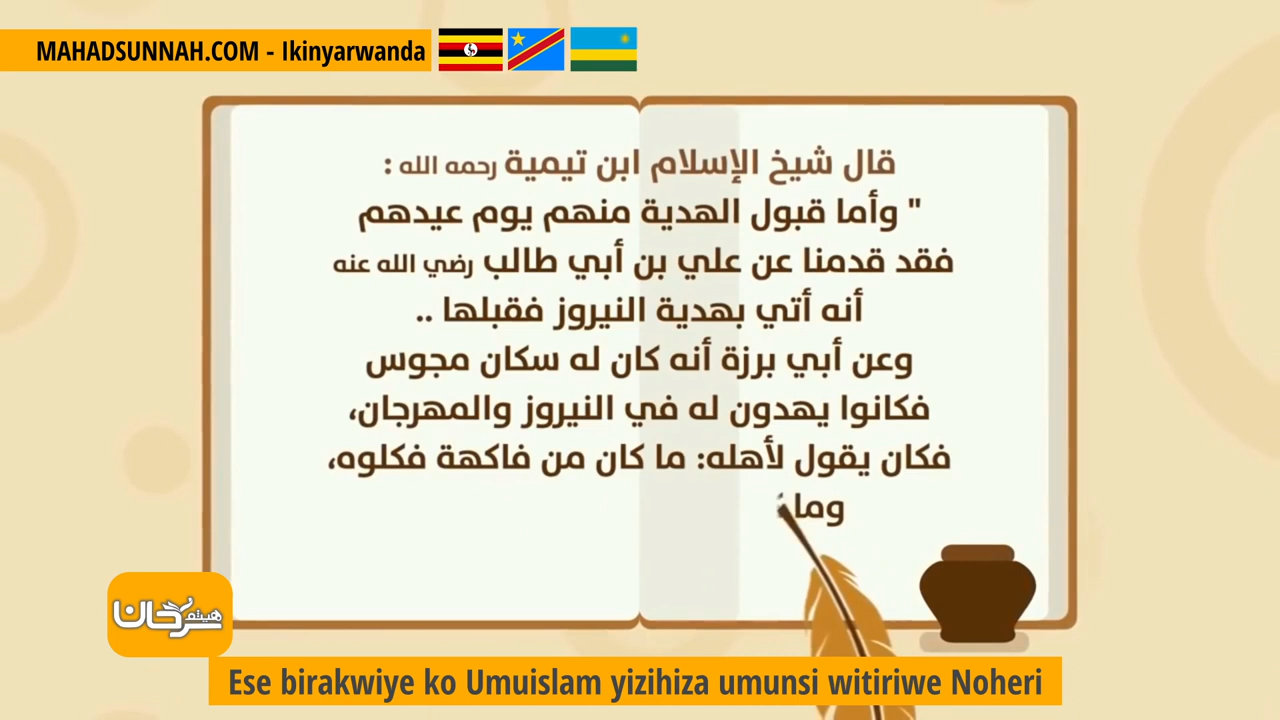 MAHADSUNNAH.COM - Ikinyarwanda
قال شيخ الإسلام ابن تيمية رحمه الله :
" وأما قبول الهدية منهم يوم عيدهم
فقد قدمنا عن علي بن أبي طالب رضي الله عنه
أنه أتي بهدية النيروز فقبلها ..
وعن أبي برزة أنه كان له سكان مجوس
فكانوا يهدون له في النيروز والمهرجان،
فكان يقول لأهله: ما كان من فاكهة فكلوه،
وما
هيثم سرحان
Ese birakwiye ko Umuislam yizihiza umunsi witiriwe Noheri